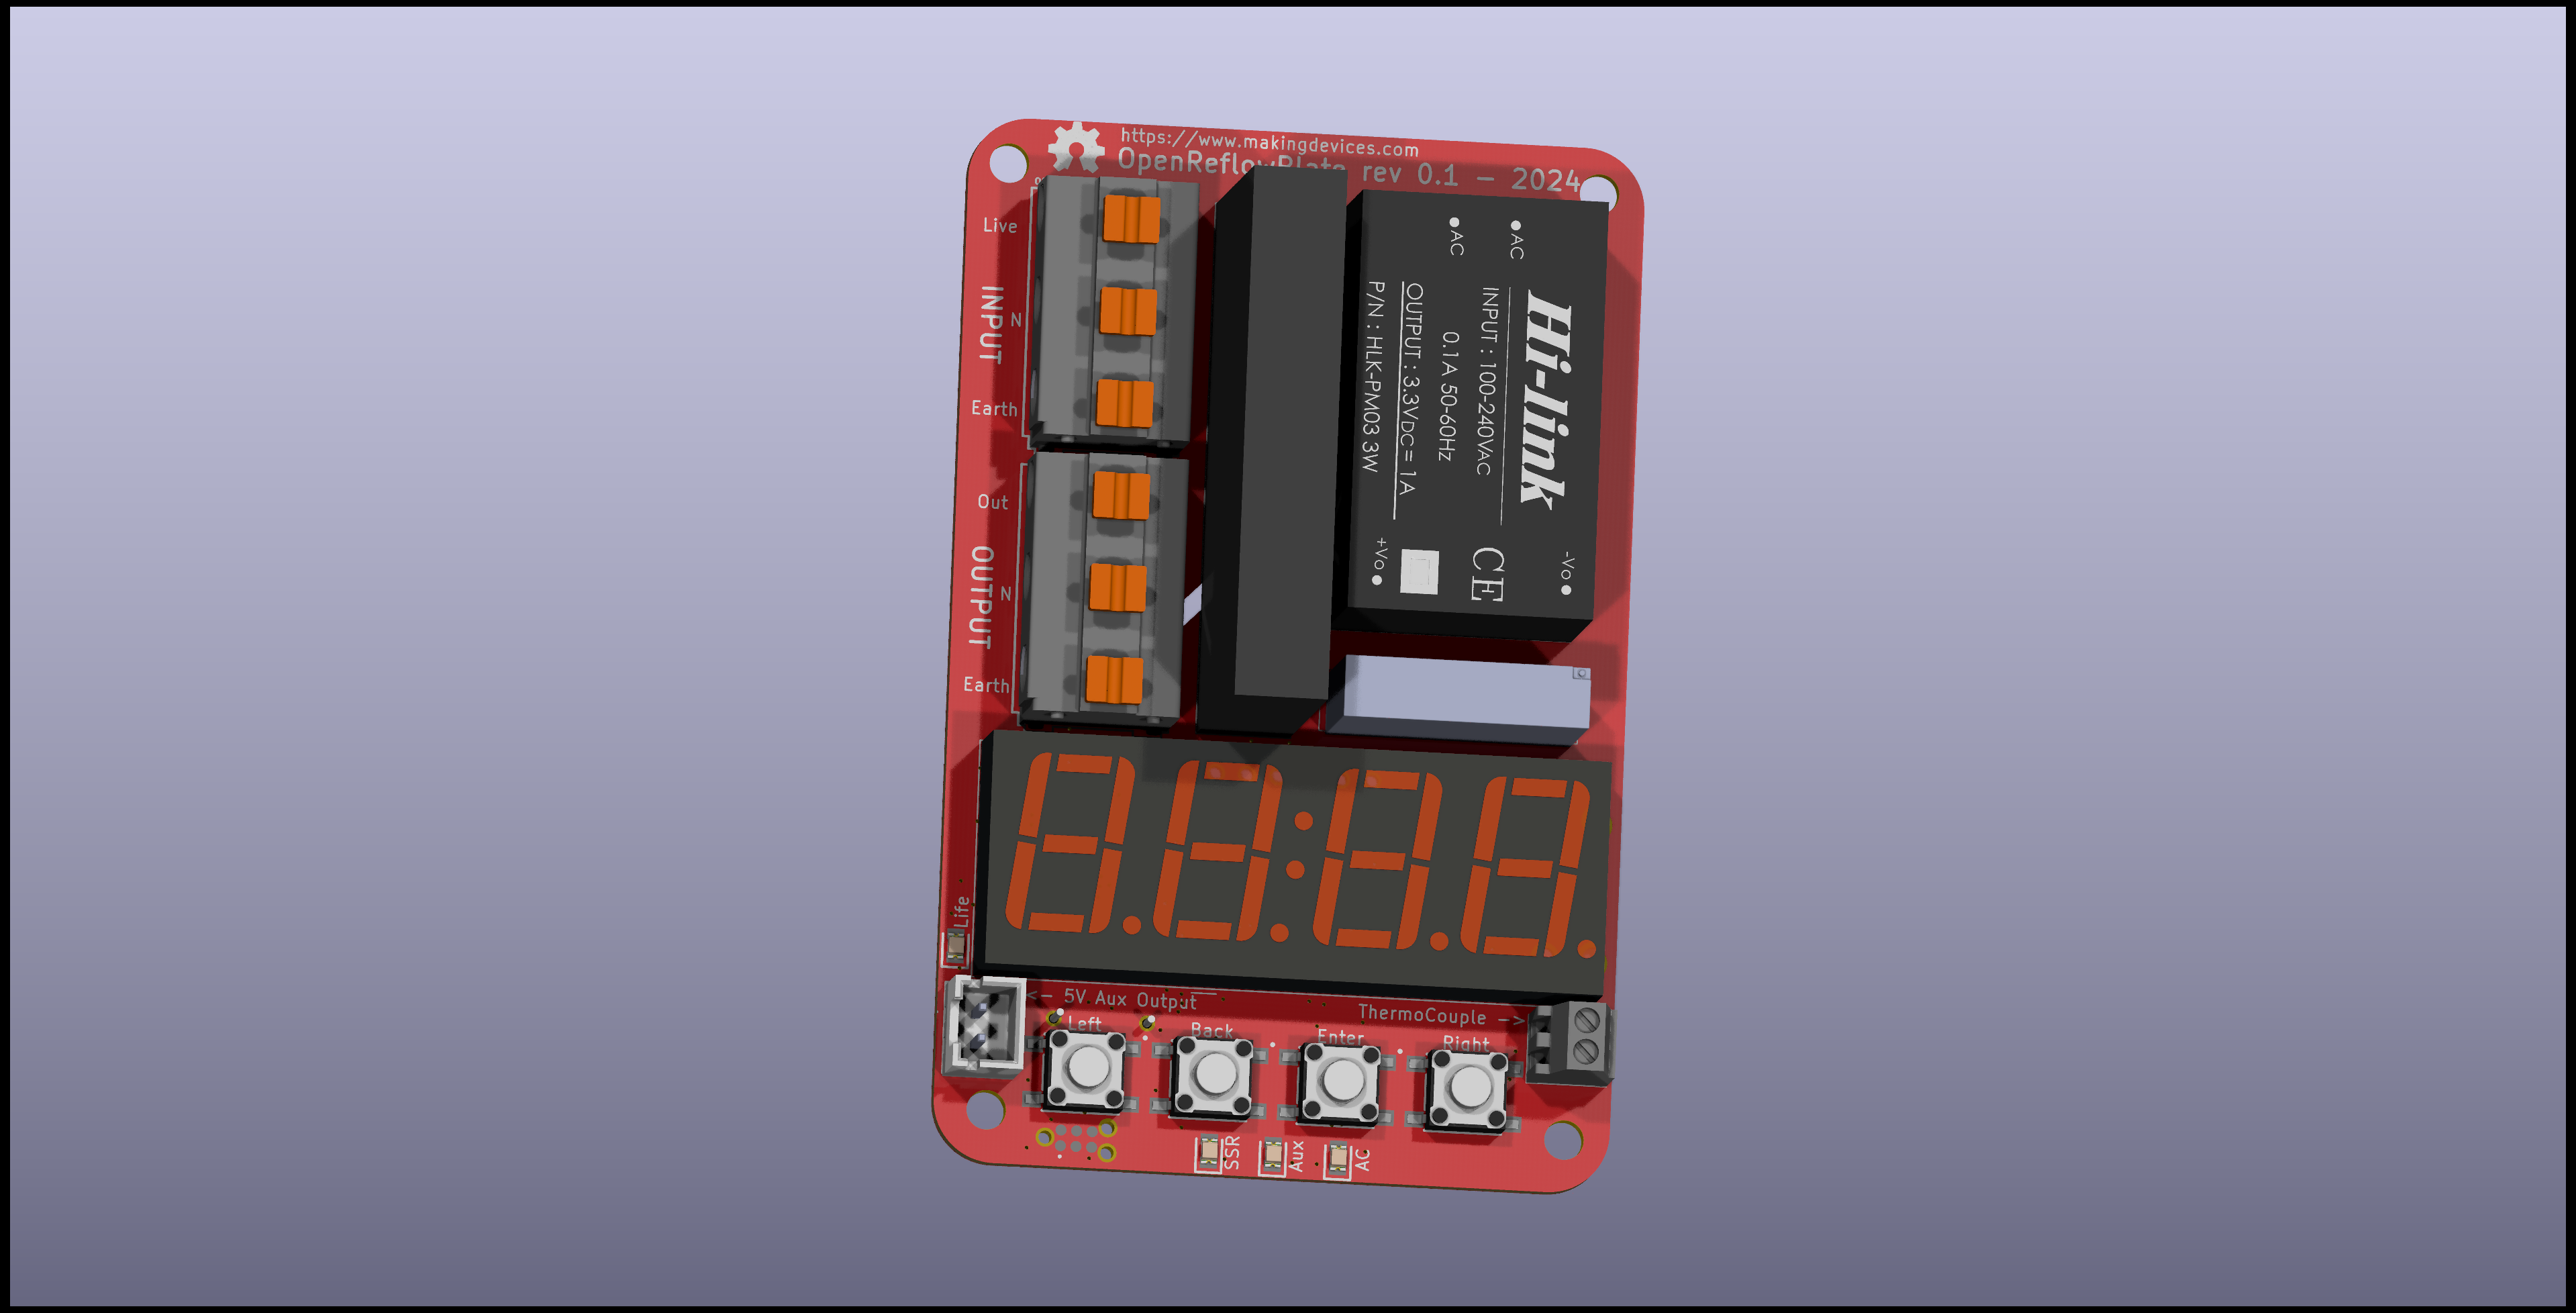 https://www.makingdevices.com
OpenReflowPlate rev 0.1 - 2024
Live
INPUT
N
Earth
Out
OUTPUT
N
Earth
•AC
•AC
Hi-link
INPUT : 100-240VAC
0.1A 50-60Hz
OUTPUT : 3.3VDC= 1A
P/N : HLK-PM03 3W
+Vo•
CE
-Vo•
Life
<- 5V Aux Output
ThermoCouple ->
Left
Back
Enter
Right
SSR
Aux
AC